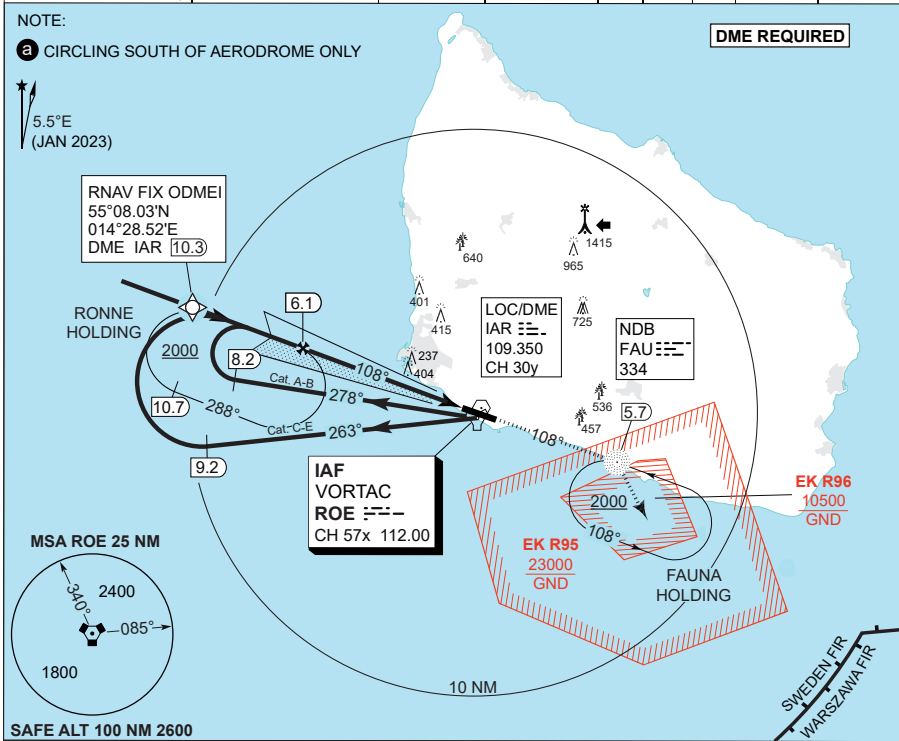 NOTE:
a CIRCLING SOUTH OF AERODROME ONLY
DME REQUIRED
5.5°E
(JAN 2023)
RNAV FIX ODMEI
55°08.03'N
014°28.52'E
DME IAR 10.3
1415
965
640
401
415
725
237
404
536
457
RONNE
HOLDING
6.1
2000
8.2
108°
Cat. A-B
278°
10.7
288°
Cat. C-E
263°
9.2
LOC/DME
IAR
109.350
CH 30y
NDB
FAU
334
5.7
108°
IAF
VORTAC
ROE
CH 57x 112.00
2000
108°
EK R96
10500
GND
EK R95
23000
GND
FAUNA
HOLDING
MSA ROE 25 NM
340°
2400
085°
1800
SAFE ALT 100 NM 2600
10 NM
SWEDEN FIR
WARSZAWA FIR